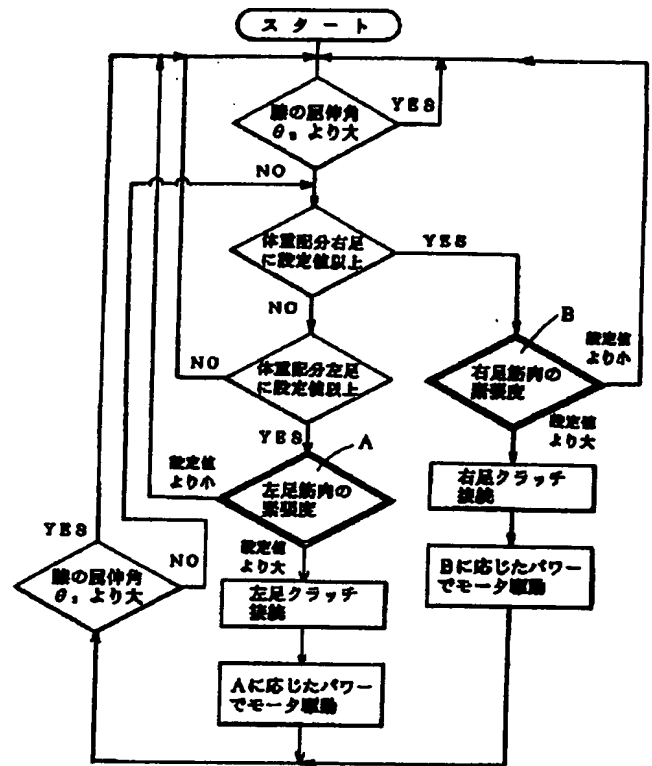 スタート
膝の屈伸角
より大
YES
NO
体重配分右足
に設定値以上
YES
NO
体重配分左足
に設定値以上
NO
YES
B
右足筋肉の
緊張度
設定値
より小
設定値
より大
A
左足筋肉の
緊張度
設定値
より小
設定値
より大
右足クラッチ
接続
Bに応じたパワー
でモータ駆動
左足クラッチ
接続
Aに応じたパワー
でモータ駆動
YES
膝の屈伸角
より大
NO